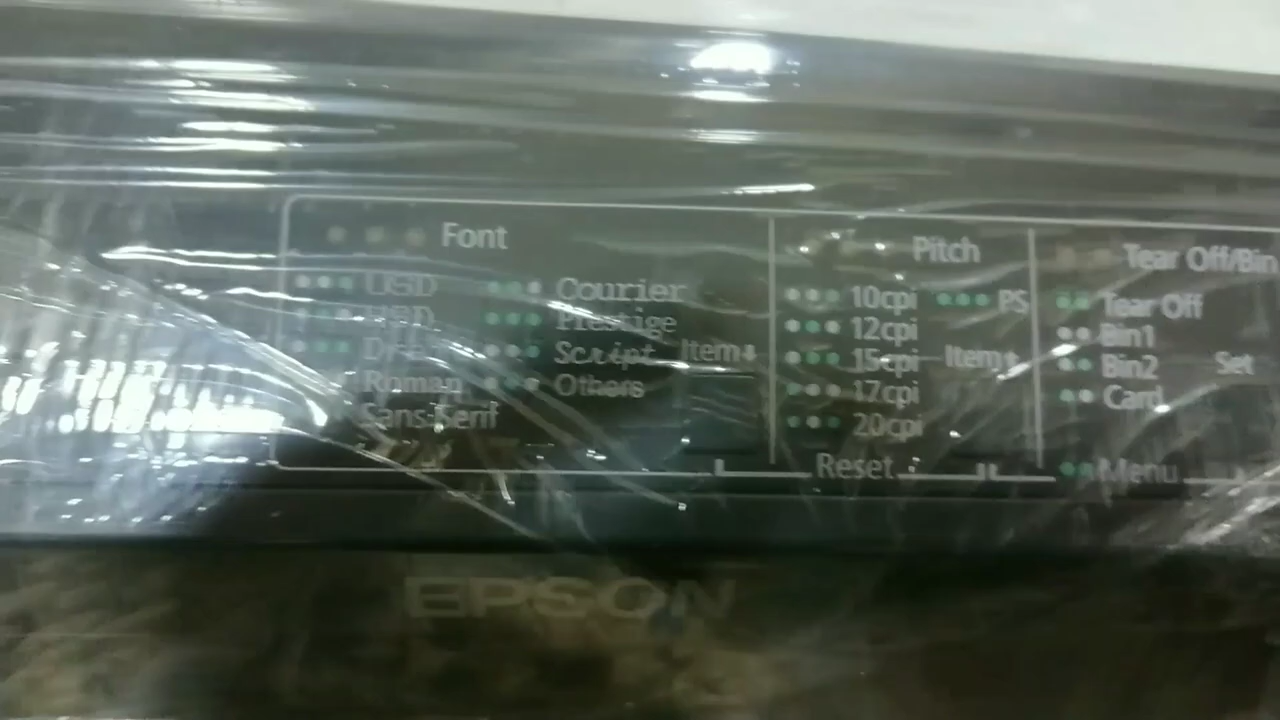 Font
USD
HSD
Draft
Roman
Sans Serif
Courier
Prestige
Script
Others
Item↓
Pitch
10cpi
12cpi
15cpi
17cpi
20cpi
PS
Item↑
Reset
Tear Off/Bin
Tear Off
Bin1
Bin2
Card
Set
Menu
EPSON